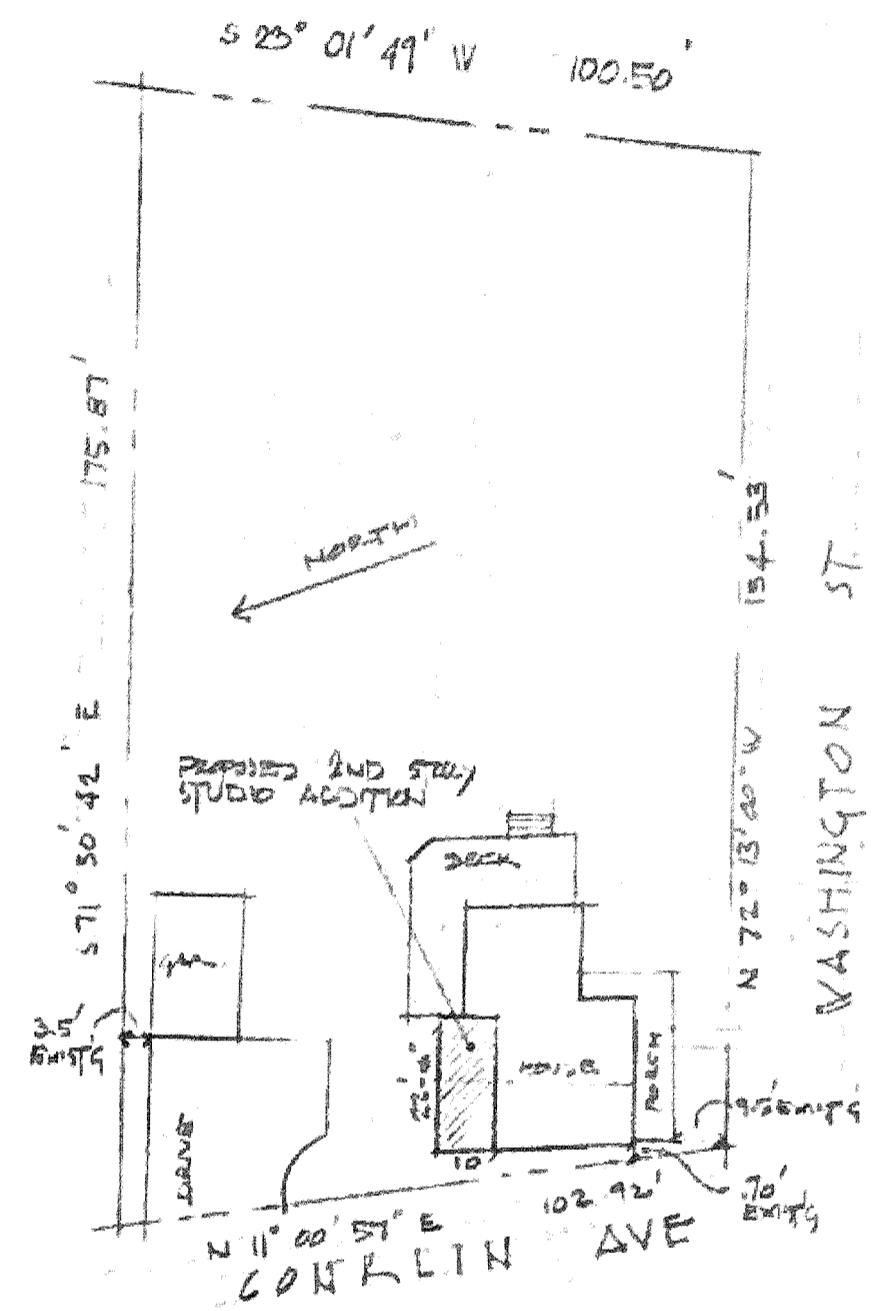 S 23° 01' 49" W 100.50'
175.87'
S 71° 50' 42" E
NORTH
154.53'
N 72° 13' 00" W
WASHINGTON ST.
PROPOSED 2ND STORY
STUDIO ADDITION
DECK
EXIST'G
22'-0"
HOUSE
PORCH
9.5' EXIST'G
DRIVE
10
.70'
EXIST'G
102.92'
N 11° 00' 57" E
CONKLIN AVE